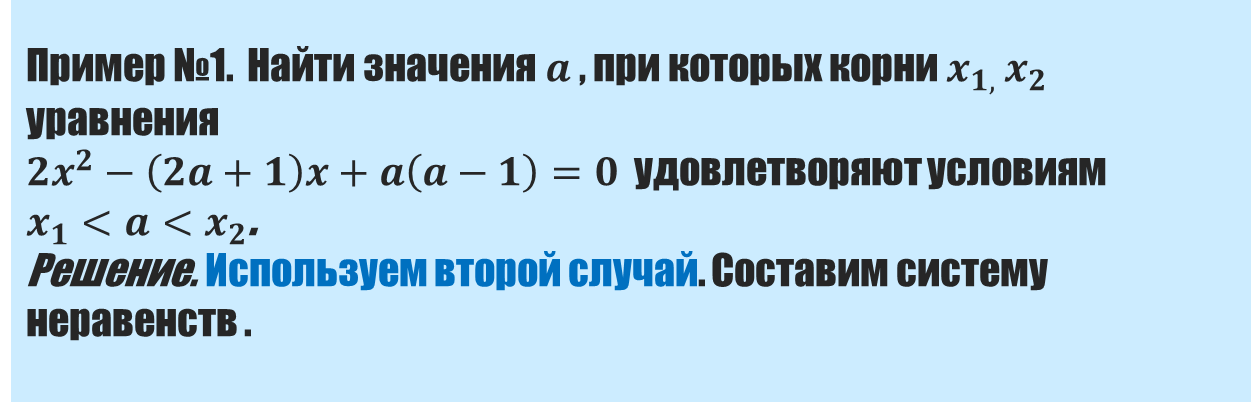 Пример №1. Найти значения a , при которых корни x₁, x₂
уравнения
2x² − (2a + 1)x + a(a − 1) = 0 удовлетворяют условиям
x₁ < a < x₂.
Решение. Используем второй случай. Составим систему
неравенств .